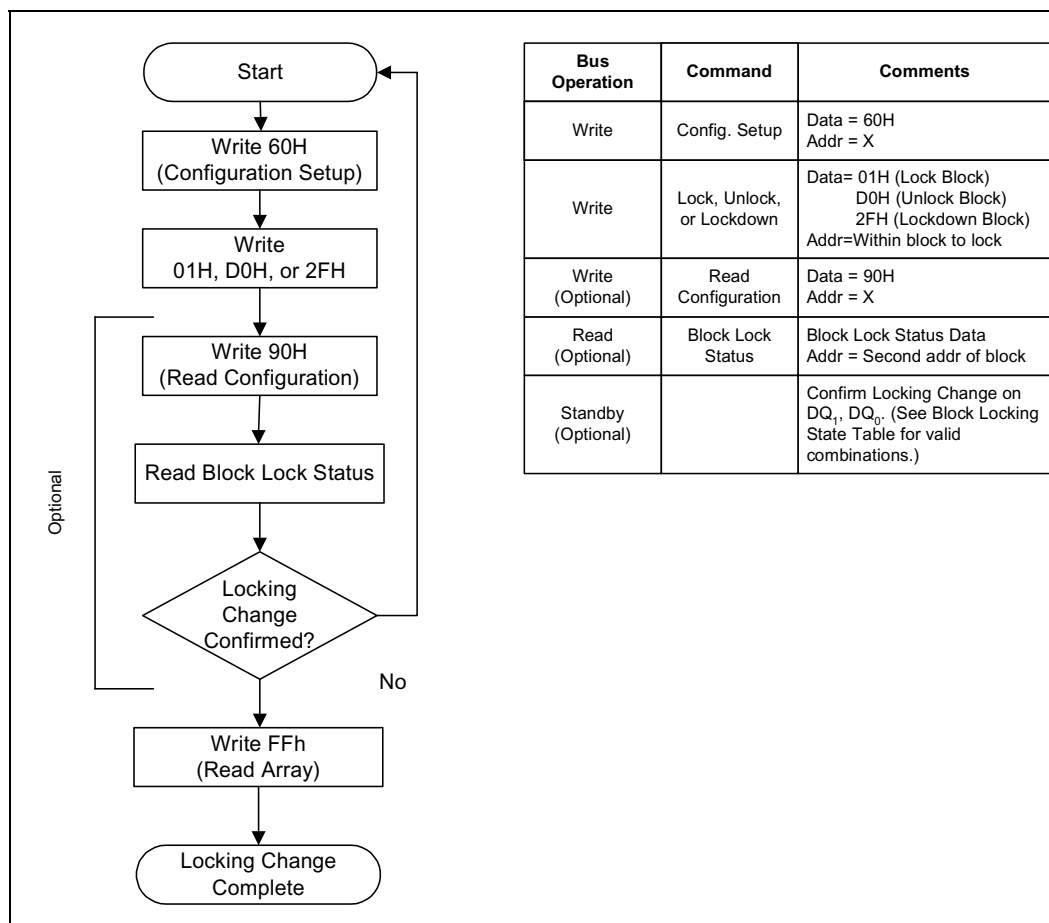 Start
Write 60H
(Configuration Setup)
Write
01H, D0H, or 2FH
Write 90H
(Read Configuration)
Read Block Lock Status
Optional
Locking
Change
Confirmed?
No
Write FFh
(Read Array)
Locking Change
Complete
Bus
Operation
Command
Comments
Write
Config. Setup
Data = 60H
Addr = X
Write
Lock, Unlock,
or Lockdown
Data= 01H (Lock Block)
D0H (Unlock Block)
2FH (Lockdown Block)
Addr=Within block to lock
Write
(Optional)
Read
Configuration
Data = 90H
Addr = X
Read
(Optional)
Block Lock
Status
Block Lock Status Data
Addr = Second addr of block
Standby
(Optional)
Confirm Locking Change on
DQ1, DQ0. (See Block Locking
State Table for valid
combinations.)